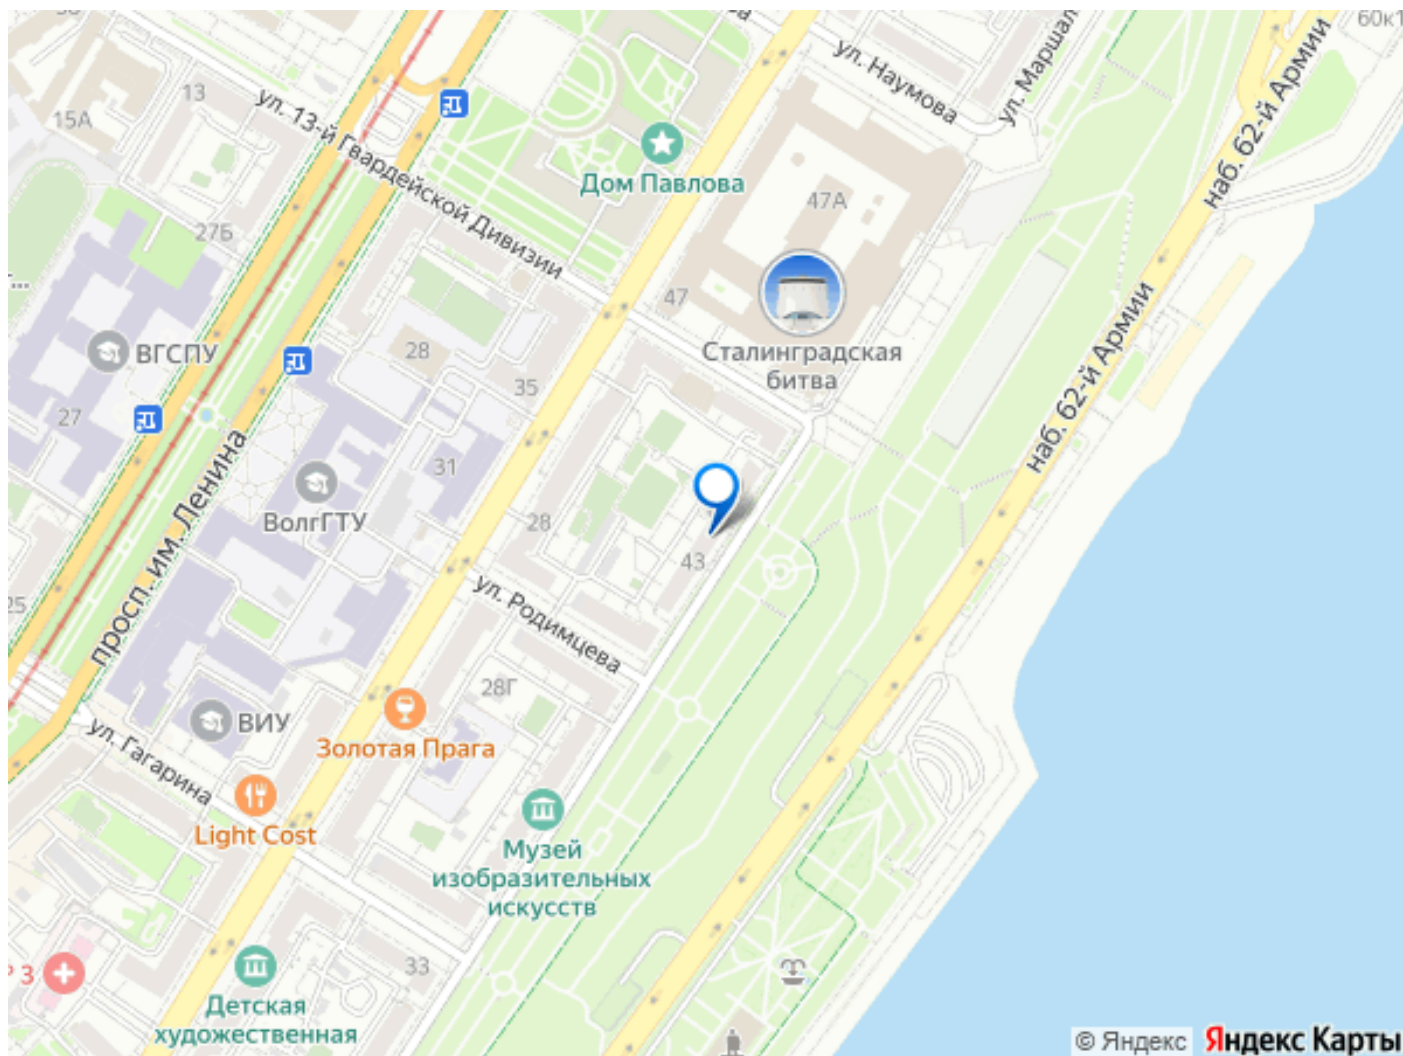 60к1
ул. Наумова
ул. Маршал
наб. 62-й Армии
13
15А
ул. 13-й Гвардейской Дивизии
Дом Павлова
47А
27Б
47
ВГСПУ
28
35
Сталинградская
битва
27
наб. 62-й Армии
31
просп. им. Ленина
ВолгГТУ
28
43
25
ул. Родимцева
28Г
ВИУ
Золотая Прага
ул. Гагарина
Light Cost
Музей
изобразительных
искусств
33
3
Детская
художественная
© Яндекс Яндекс Карты